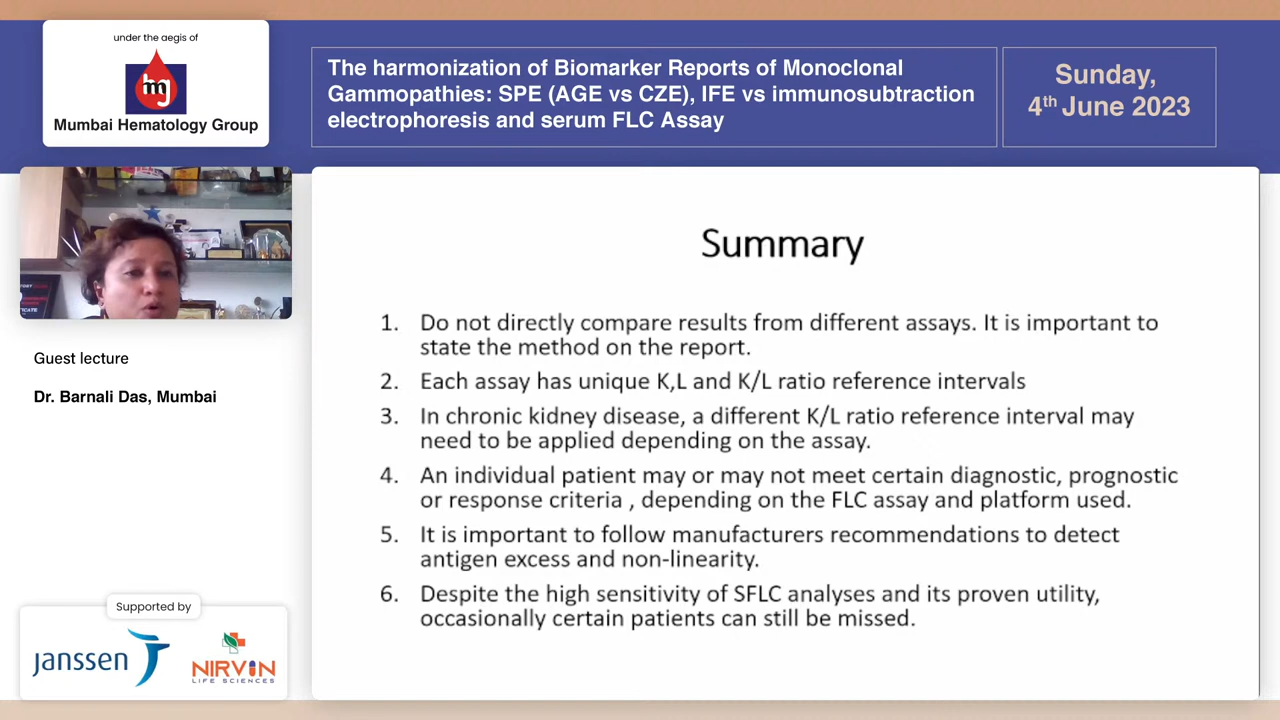 under the aegis of
mg
Mumbai Hematology Group
The harmonization of Biomarker Reports of Monoclonal
Gammopathies: SPE (AGE vs CZE), IFE vs immunosubtraction
electrophoresis and serum FLC Assay
Sunday,
4th June 2023
Guest lecture
Dr. Barnali Das, Mumbai
Summary
1. Do not directly compare results from different assays. It is important to
state the method on the report.
2. Each assay has unique K,L and K/L ratio reference intervals
3. In chronic kidney disease, a different K/L ratio reference interval may
need to be applied depending on the assay.
4. An individual patient may or may not meet certain diagnostic, prognostic
or response criteria , depending on the FLC assay and platform used.
5. It is important to follow manufacturers recommendations to detect
antigen excess and non-linearity.
6. Despite the high sensitivity of SFLC analyses and its proven utility,
occasionally certain patients can still be missed.
Supported by
janssen
NIRVIN
LIFE SCIENCES